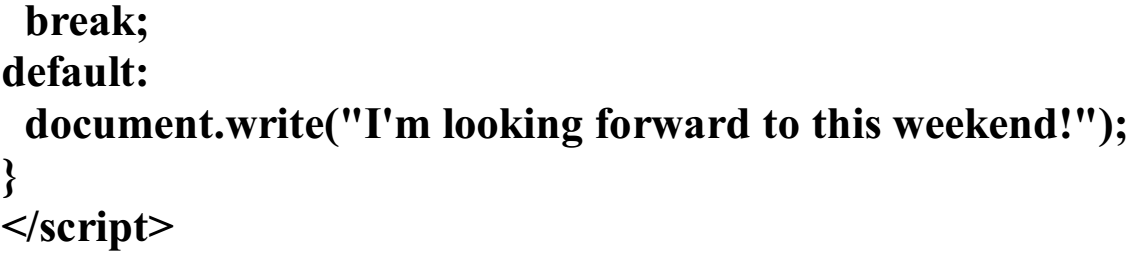 break;
default:
document.write("I'm looking forward to this weekend!");
}
</script>